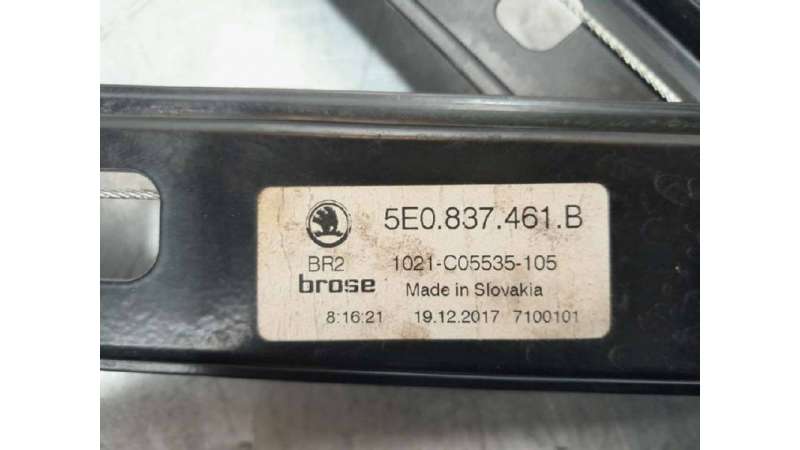 5E0.837.461.B
BR2 1021-C05535-105
brose Made in Slovakia
8:16:21 19.12.2017 7100101